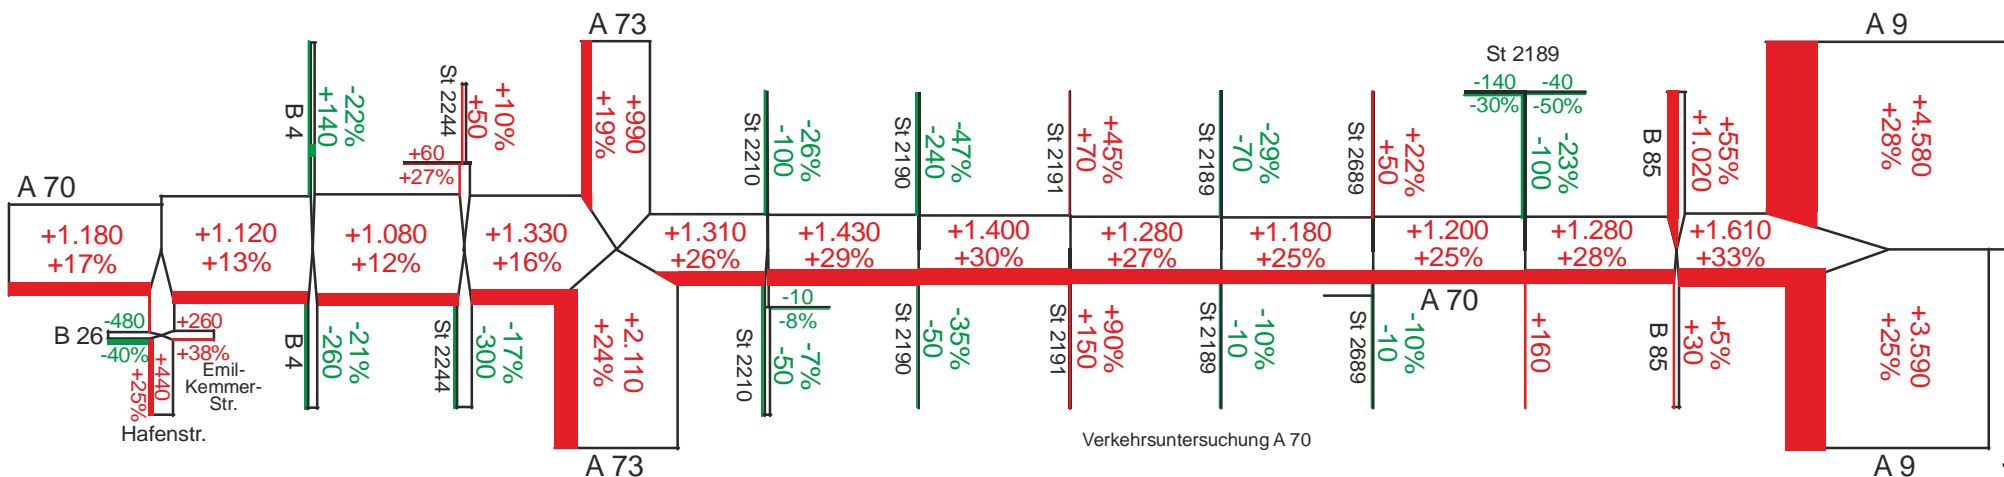 A 73
A 9
St 2189
-140
-40
-30%
-50%
B 4
+140
-22%
St 2244
+50
+10%
+60
+27%
+19%
+990
St 2210
-100
-26%
St 2190
-240
-47%
St 2191
+70
+45%
St 2189
-70
-29%
St 2689
+50
+22%
-100
-23%
B 85
+1.020
+55%
+28%
+4.580
A 70
+1.180
+17%
+1.120
+13%
+1.080
+12%
+1.330
+16%
+1.310
+26%
+1.430
+29%
+1.400
+30%
+1.280
+27%
+1.180
+25%
+1.200
+25%
+1.280
+28%
+1.610
+33%
A 70
B 26
-480
-40%
+260
+38%
Emil-
Kemmer-
Str.
+25%
+440
Hafenstr.
B 4
-260
-21%
St 2244
-300
-17%
+24%
+2.110
St 2210
-10
-8%
-50
-7%
St 2190
-50
-35%
St 2191
+150
+90%
St 2189
-10
-10%
St 2689
-10
-10%
+160
B 85
+30
+5%
+25%
+3.590
A 73
Verkehrsuntersuchung A 70
A 9